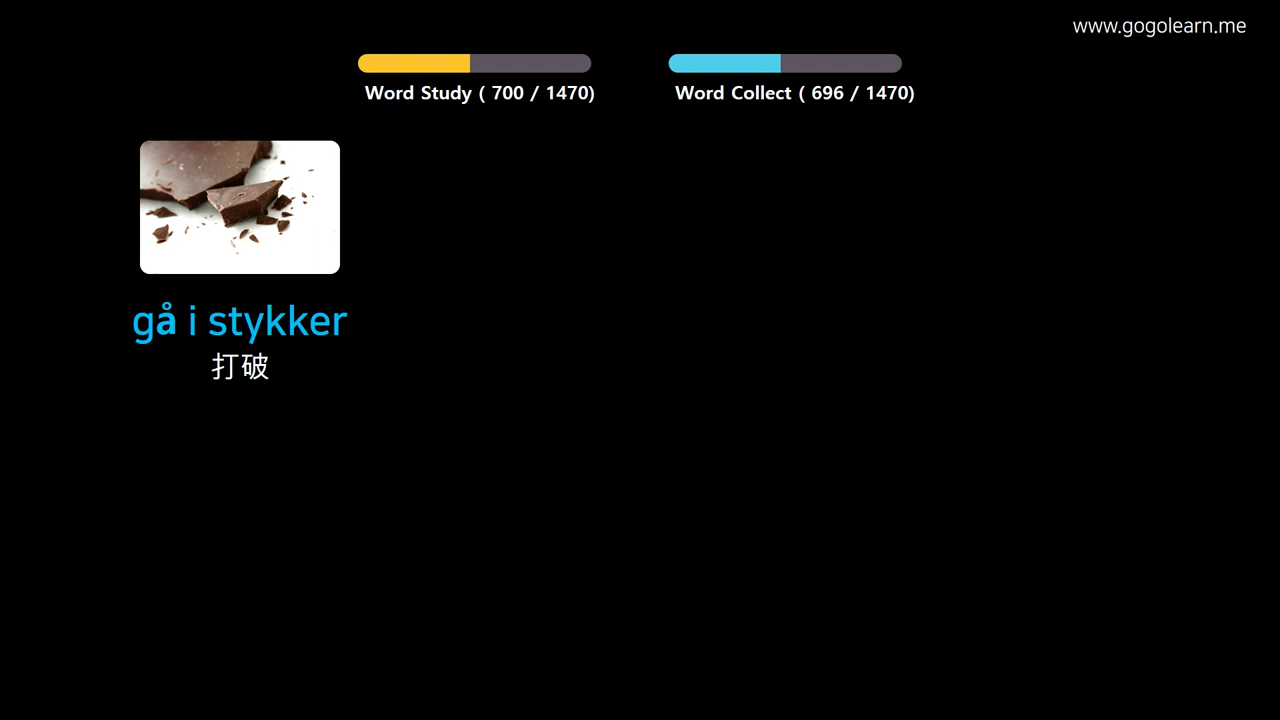 www.gogolearn.me
Word Study ( 700 / 1470)
Word Collect ( 696 / 1470)
gå i stykker
打破